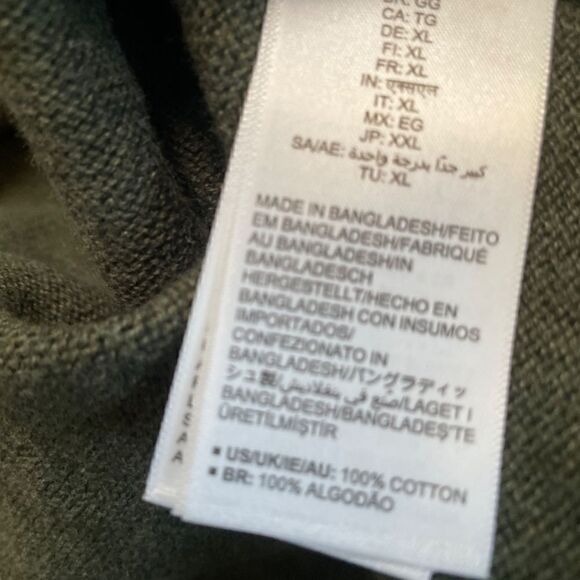 BR: GG
CA: TG
DE: XL
FI: XL
FR: XL
IN: एक्सएल
IT: XL
MX: EG
JP: XXL
SA/AE: كبير جدًا بدرجة واحدة
TU: XL
MADE IN BANGLADESH/FEITO
EM BANGLADESH/FABRIQUÉ
AU BANGLADESH/IN
BANGLADESCH
HERGESTELLT/HECHO EN
BANGLADESH CON INSUMOS
IMPORTADOS/
CONFEZIONATO IN
BANGLADESH/バングラディッ
シュ製/صنع في بنغلاديش/LAGET I
BANGLADESH/BANGLADEŞ'TE
ÜRETİLMİŞTİR
▪ US/UK/IE/AU: 100% COTTON
▪ BR: 100% ALGODÃO